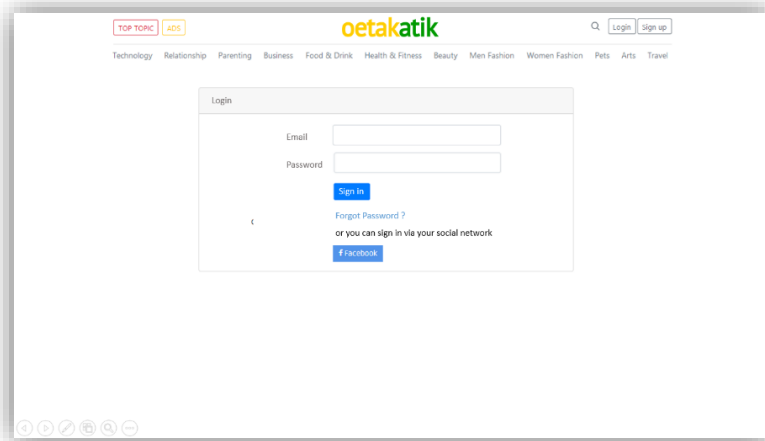 TOP TOPIC ADS oetakatik Login Sign up
Technology Relationship Parenting Business Food & Drink Health & Fitness Beauty Men Fashion Women Fashion Pets Arts Travel
Login
Email
Password
Sign in
Forgot Password ?
or you can sign in via your social network
f Facebook